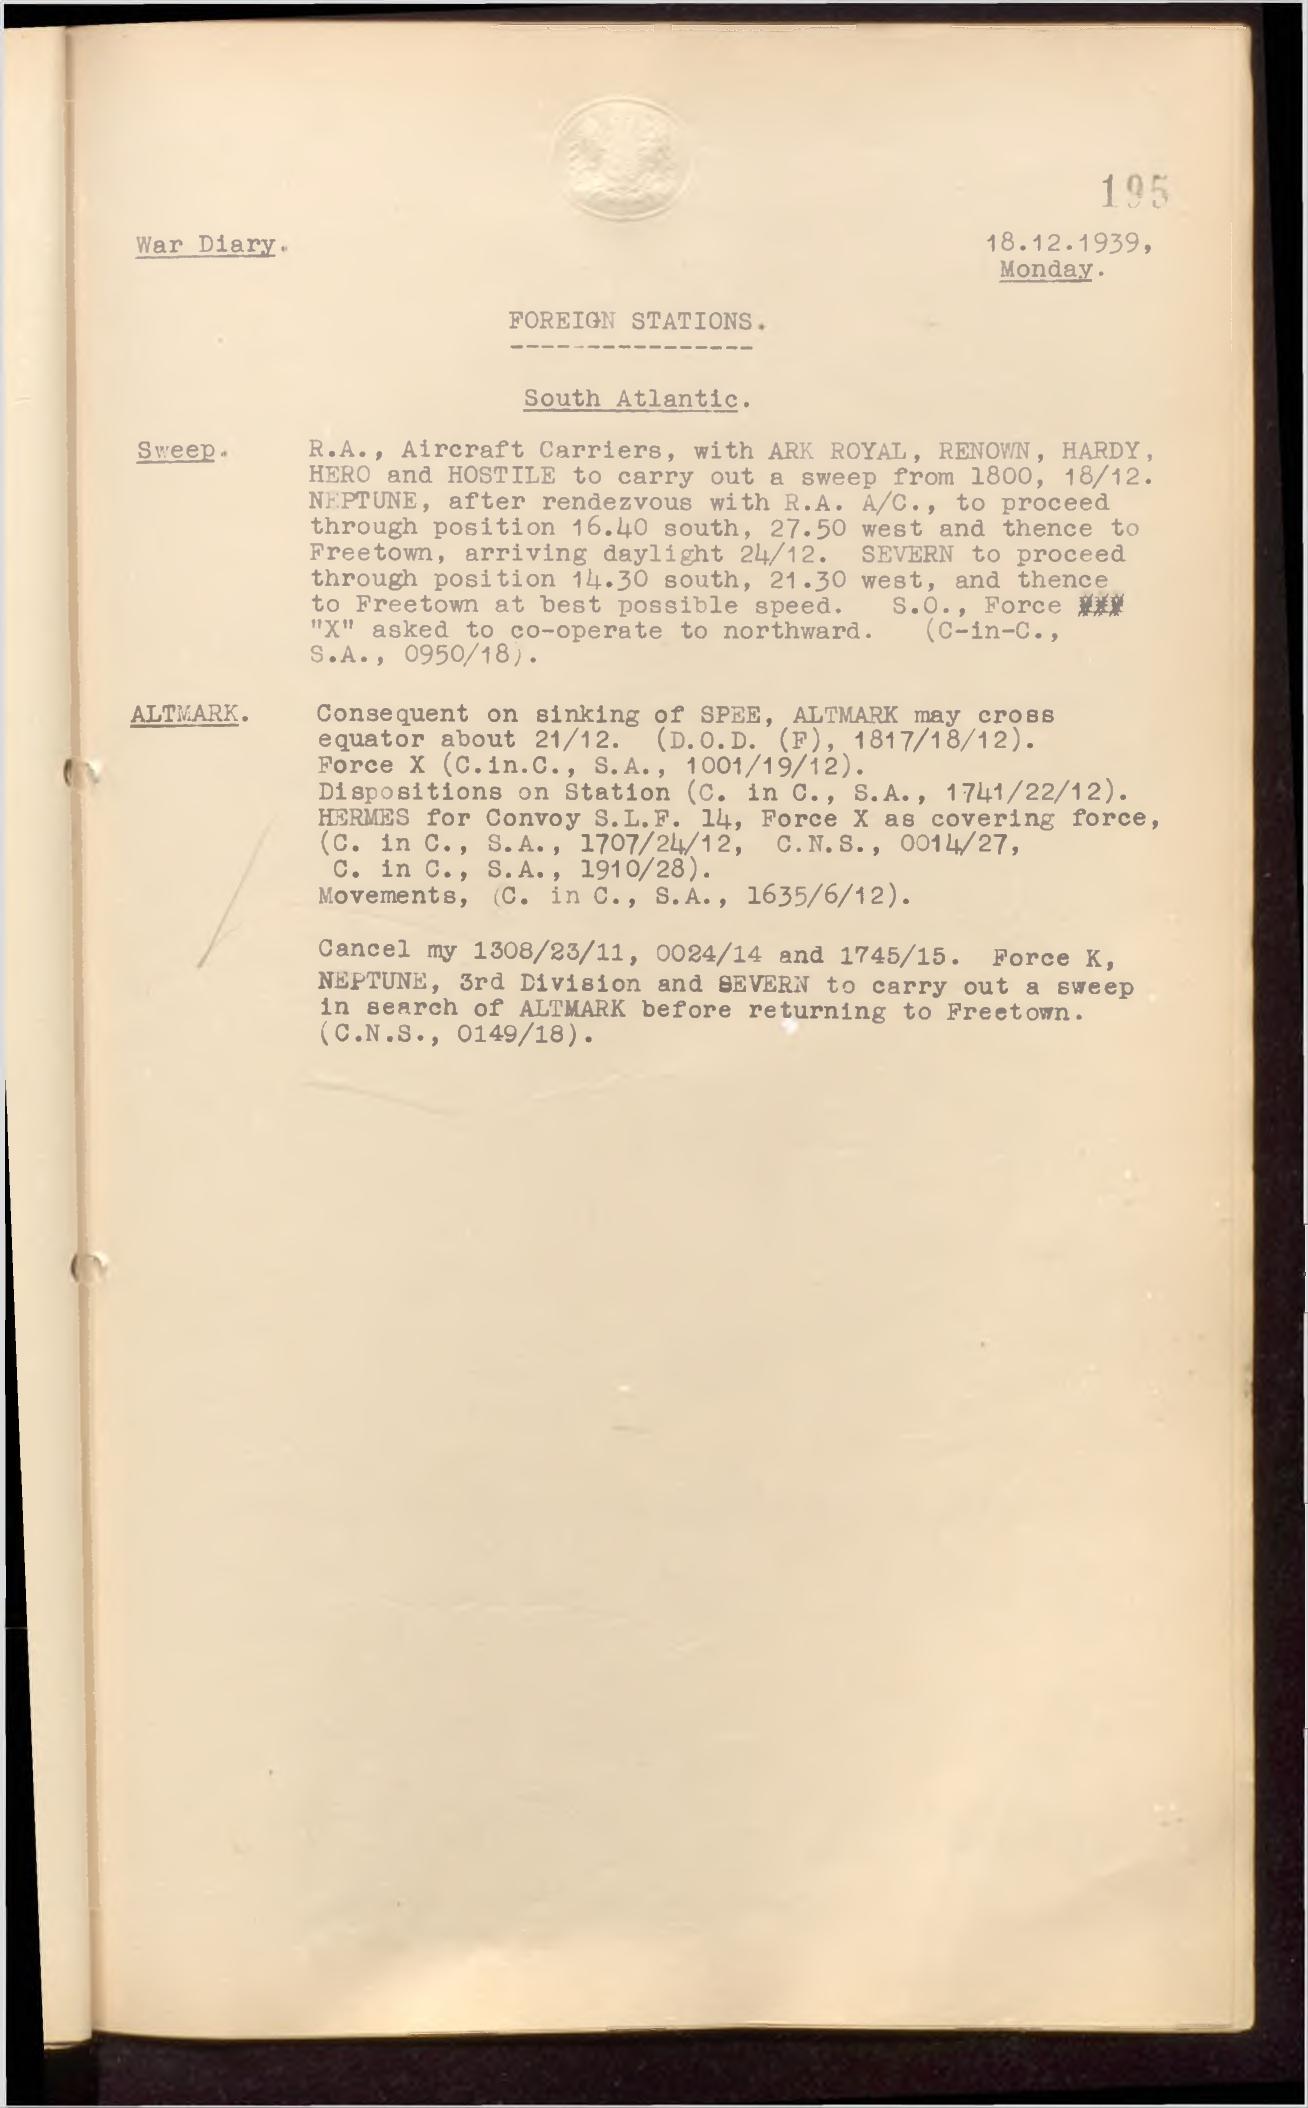 195
War Diary. 18.12.1939,
Monday.
FOREIGN STATIONS.
----------------
South Atlantic.
Sweep. R.A., Aircraft Carriers, with ARK ROYAL, RENOWN, HARDY,
HERO and HOSTILE to carry out a sweep from 1800, 18/12.
NEPTUNE, after rendezvous with R.A. A/C., to proceed
through position 16.40 south, 27.50 west and thence to
Freetown, arriving daylight 24/12. SEVERN to proceed
through position 14.30 south, 21.30 west, and thence
to Freetown at best possible speed. S.O., Force
"X" asked to co-operate to northward. (C-in-C.,
S.A., 0950/18).
ALTMARK. Consequent on sinking of SPEE, ALTMARK may cross
equator about 21/12. (D.O.D. (F), 1817/18/12).
Force X (C.in.C., S.A., 1001/19/12).
Dispositions on Station (C. in C., S.A., 1741/22/12).
HERMES for Convoy S.L.F. 14, Force X as covering force,
(C. in C., S.A., 1707/24/12, C.N.S., 0014/27,
C. in C., S.A., 1910/28).
Movements, (C. in C., S.A., 1635/6/12).
Cancel my 1308/23/11, 0024/14 and 1745/15. Force K,
NEPTUNE, 3rd Division and SEVERN to carry out a sweep
in search of ALTMARK before returning to Freetown.
(C.N.S., 0149/18).